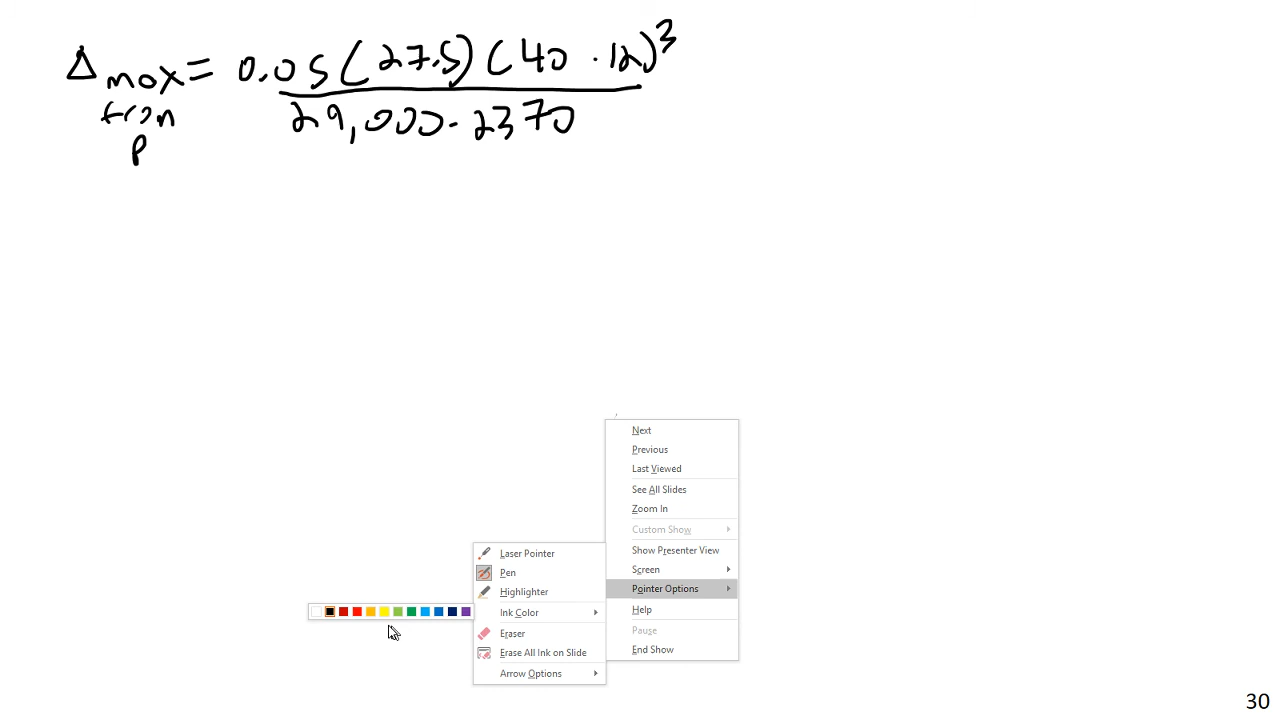 Δmax = 0.05(27.5)(40 · 12)³
29,000 · 2370
from
P
Next
Previous
Last Viewed
See All Slides
Zoom In
Custom Show
Show Presenter View
Screen
Pointer Options
Help
Pause
End Show
Laser Pointer
Pen
Highlighter
Ink Color
Eraser
Erase All Ink on Slide
Arrow Options
30